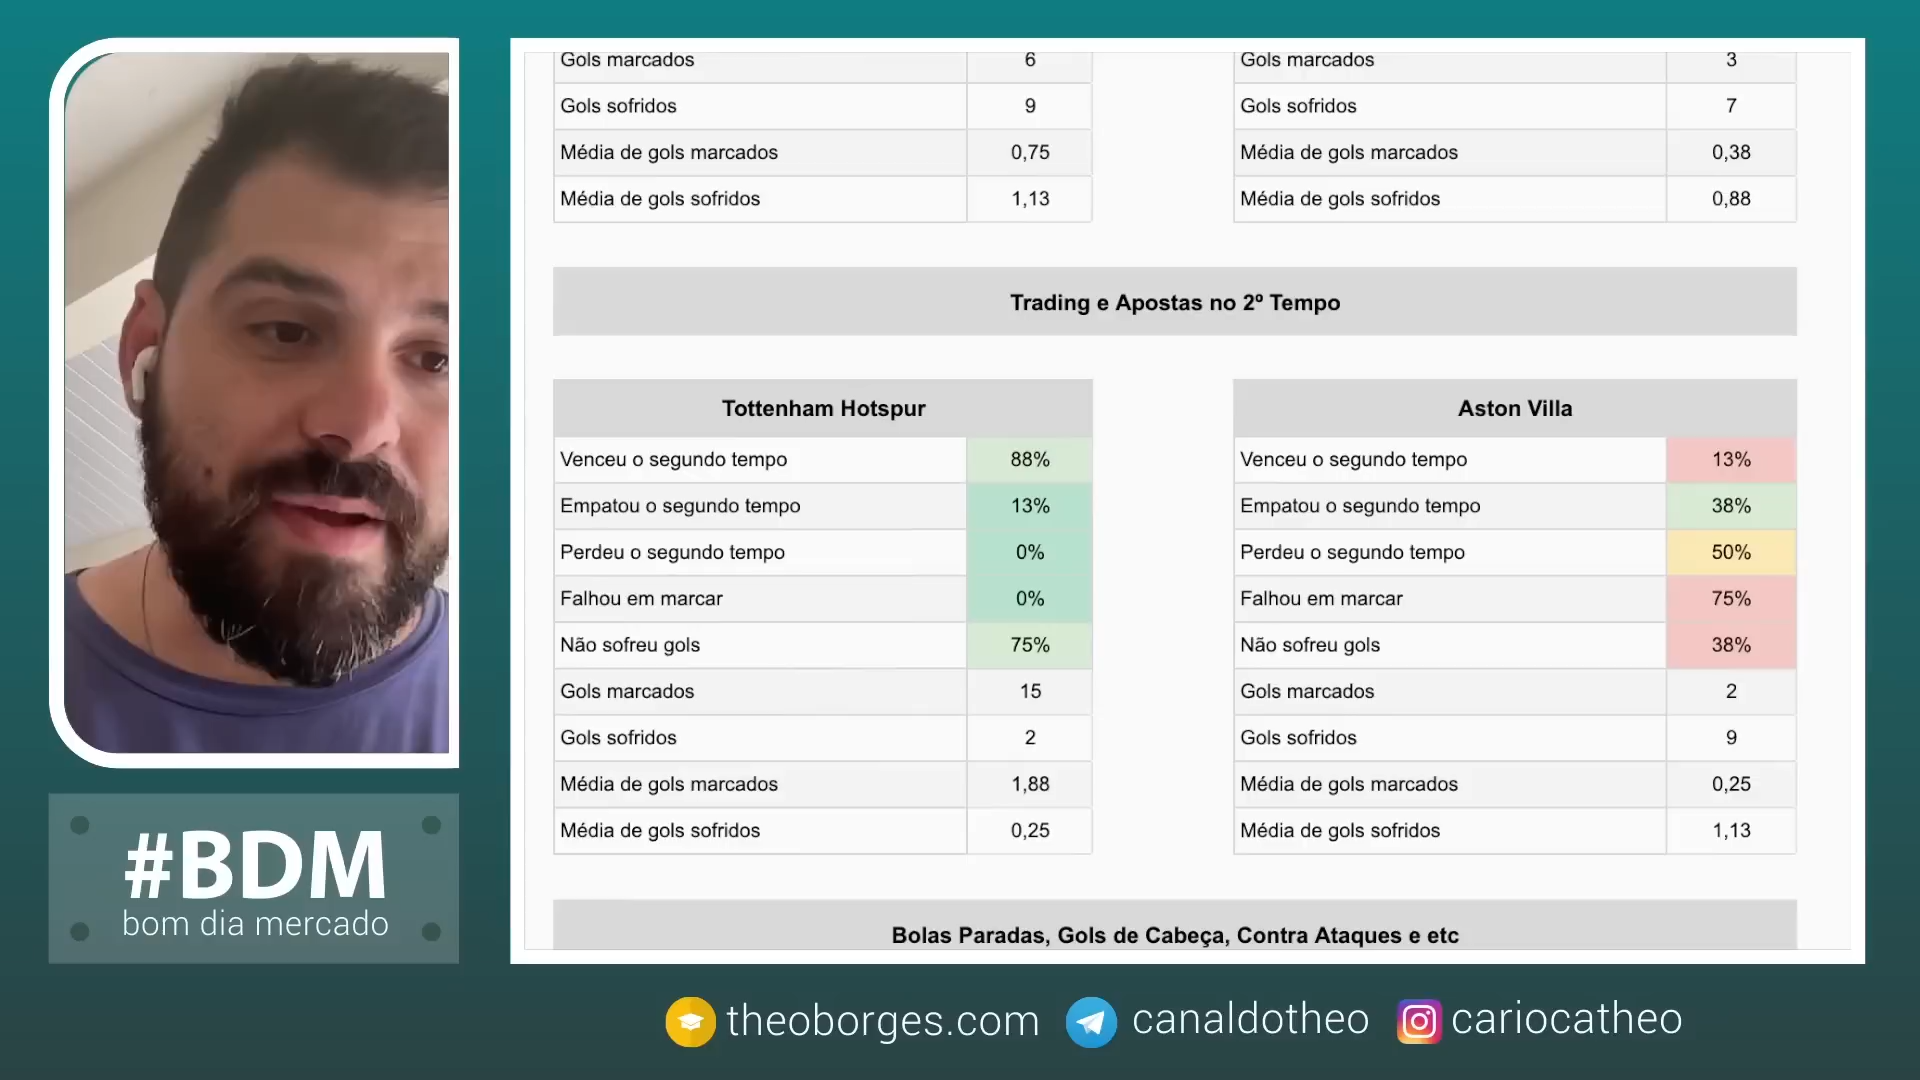 Gols marcados 6
Gols sofridos 9
Média de gols marcados 0,75
Média de gols sofridos 1,13
Gols marcados 3
Gols sofridos 7
Média de gols marcados 0,38
Média de gols sofridos 0,88
Trading e Apostas no 2º Tempo
Tottenham Hotspur
Venceu o segundo tempo 88%
Empatou o segundo tempo 13%
Perdeu o segundo tempo 0%
Falhou em marcar 0%
Não sofreu gols 75%
Gols marcados 15
Gols sofridos 2
Média de gols marcados 1,88
Média de gols sofridos 0,25
Aston Villa
Venceu o segundo tempo 13%
Empatou o segundo tempo 38%
Perdeu o segundo tempo 50%
Falhou em marcar 75%
Não sofreu gols 38%
Gols marcados 2
Gols sofridos 9
Média de gols marcados 0,25
Média de gols sofridos 1,13
Bolas Paradas, Gols de Cabeça, Contra Ataques e etc
#BDM
bom dia mercado
theoborges.com canaldotheo cariocatheo